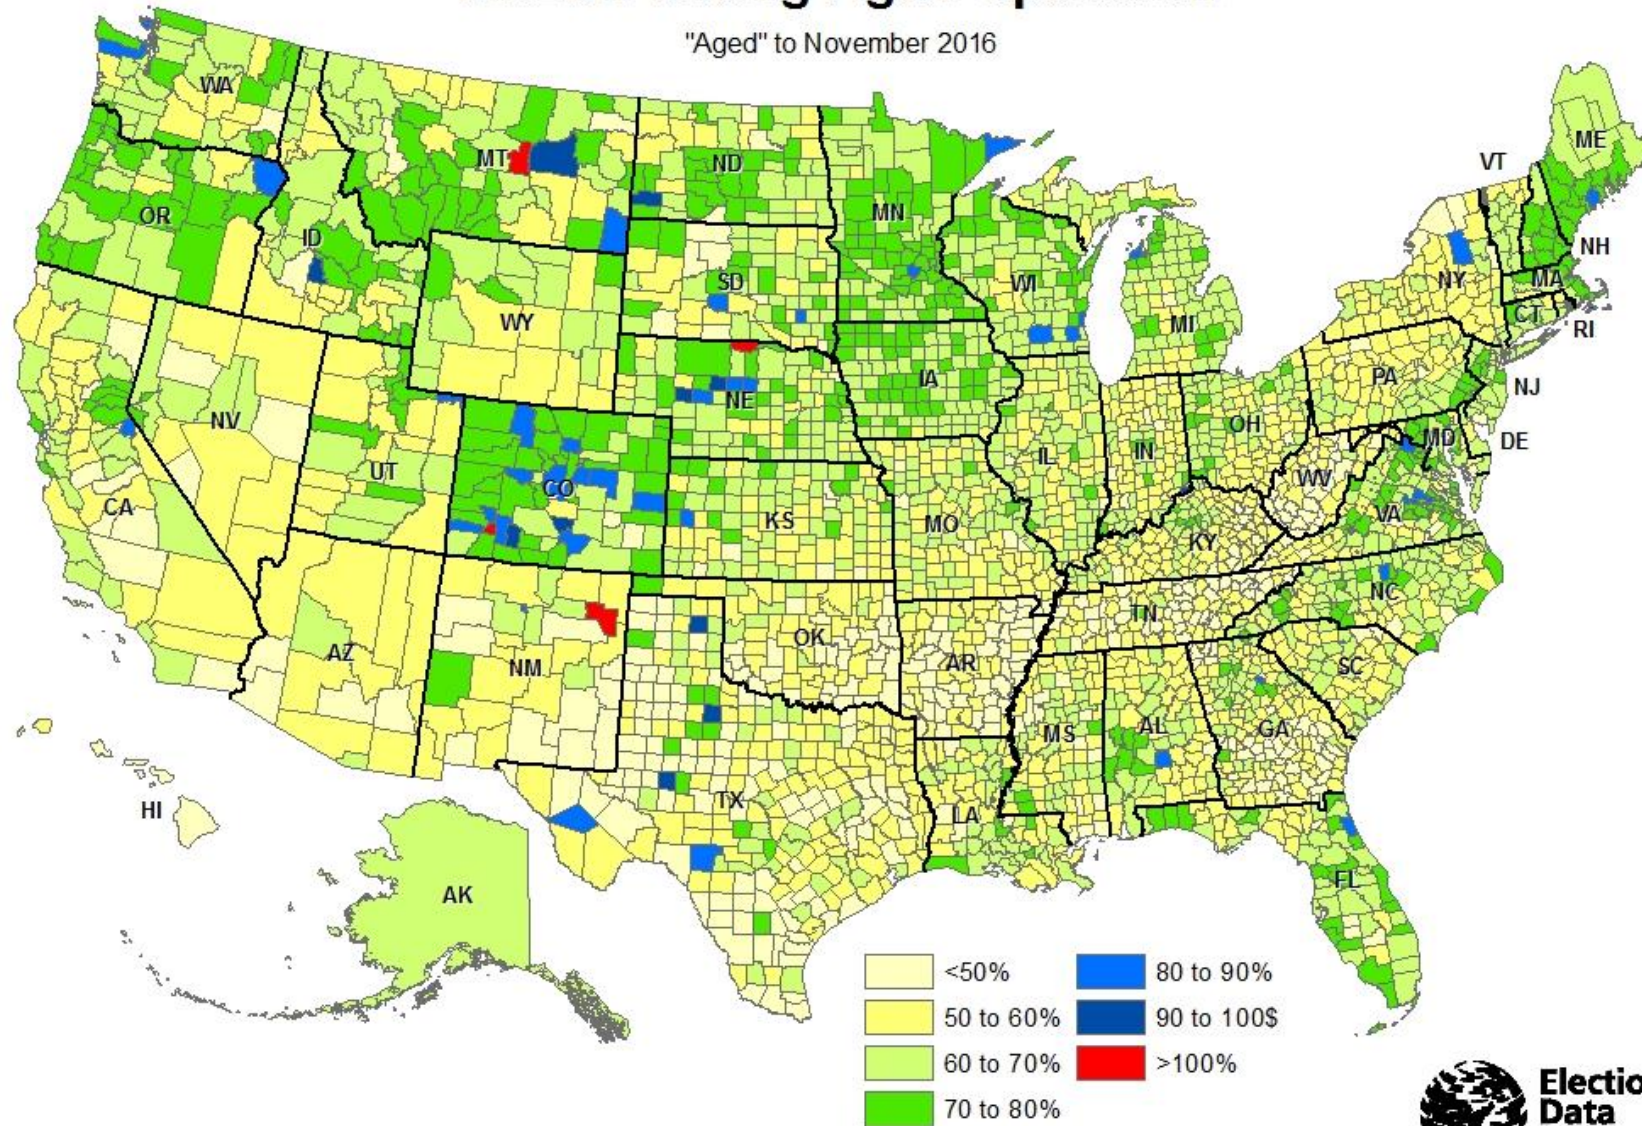 "Aged" to November 2016
WA
MT
ND
MN
ME
VT
OR
ID
SD
WI
NY
NH
MA
WY
MI
CT
RI
IA
PA
NE
NJ
NV
OH
UT
IL
IN
MD
DE
CO
WV
CA
KS
MO
VA
KY
NC
TN
AZ
NM
OK
AR
SC
MS
AL
GA
HI
TX
LA
AK
FL
<50%
80 to 90%
50 to 60%
90 to 100$
60 to 70%
>100%
70 to 80%
Electio
Data